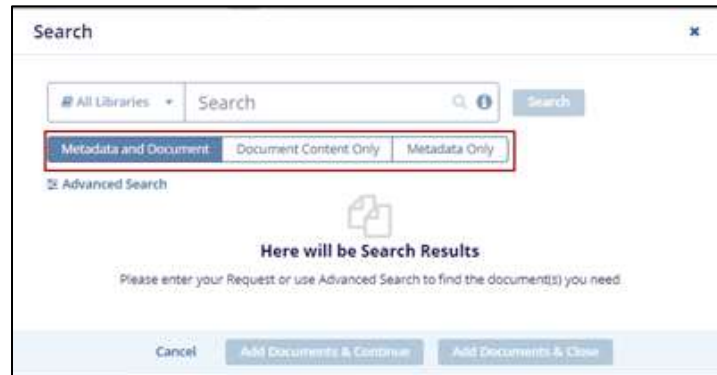 Search
All Libraries Search Search
Metadata and Document Document Content Only Metadata Only
Advanced Search
Here will be Search Results
Please enter your Request or use Advanced Search to find the document(s) you need
Cancel Add Documents & Continue Add Documents & Close